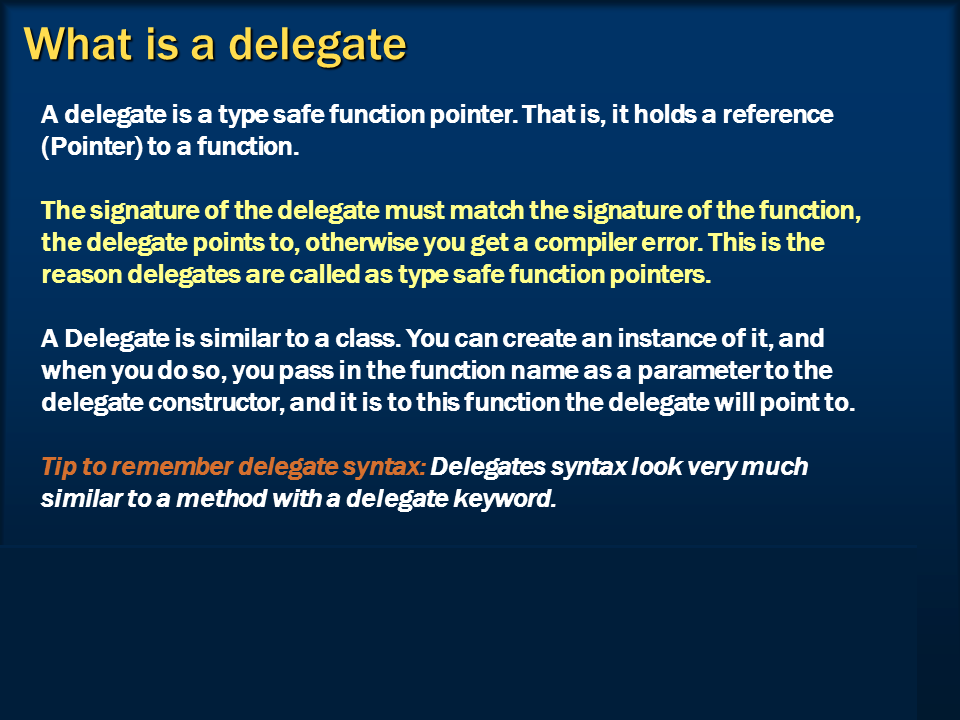 What is a delegate
A delegate is a type safe function pointer. That is, it holds a reference
(Pointer) to a function.
The signature of the delegate must match the signature of the function,
the delegate points to, otherwise you get a compiler error. This is the
reason delegates are called as type safe function pointers.
A Delegate is similar to a class. You can create an instance of it, and
when you do so, you pass in the function name as a parameter to the
delegate constructor, and it is to this function the delegate will point to.
Tip to remember delegate syntax: Delegates syntax look very much
similar to a method with a delegate keyword.